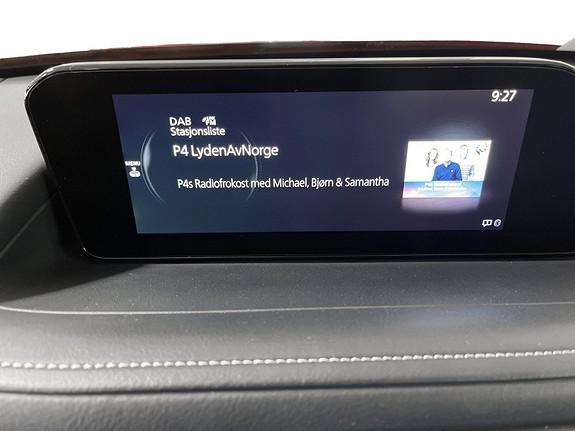 9:27
DAB
Stasjonsliste
P4 LydenAvNorge
MENU
P4s Radiofrokost med Michael, Bjørn & Samantha